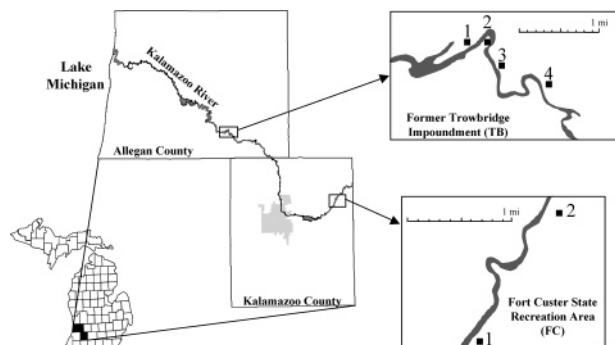 Lake
Michigan
Kalamazoo River
Allegan County
Kalamazoo County
1 mi
1
2
3
4
Former Trowbridge
Impoundment (TB)
1 mi
2
Fort Custer State
Recreation Area
(FC)
1